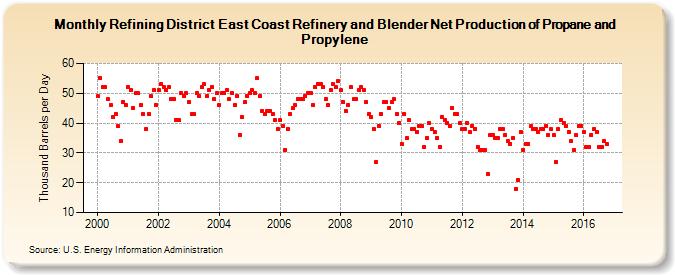 Monthly Refining District East Coast Refinery and Blender Net Production of Propane and
Propylene
Thousand Barrels per Day
60
50
40
30
20
10
2000 2002 2004 2006 2008 2010 2012 2014 2016
Source: U.S. Energy Information Administration